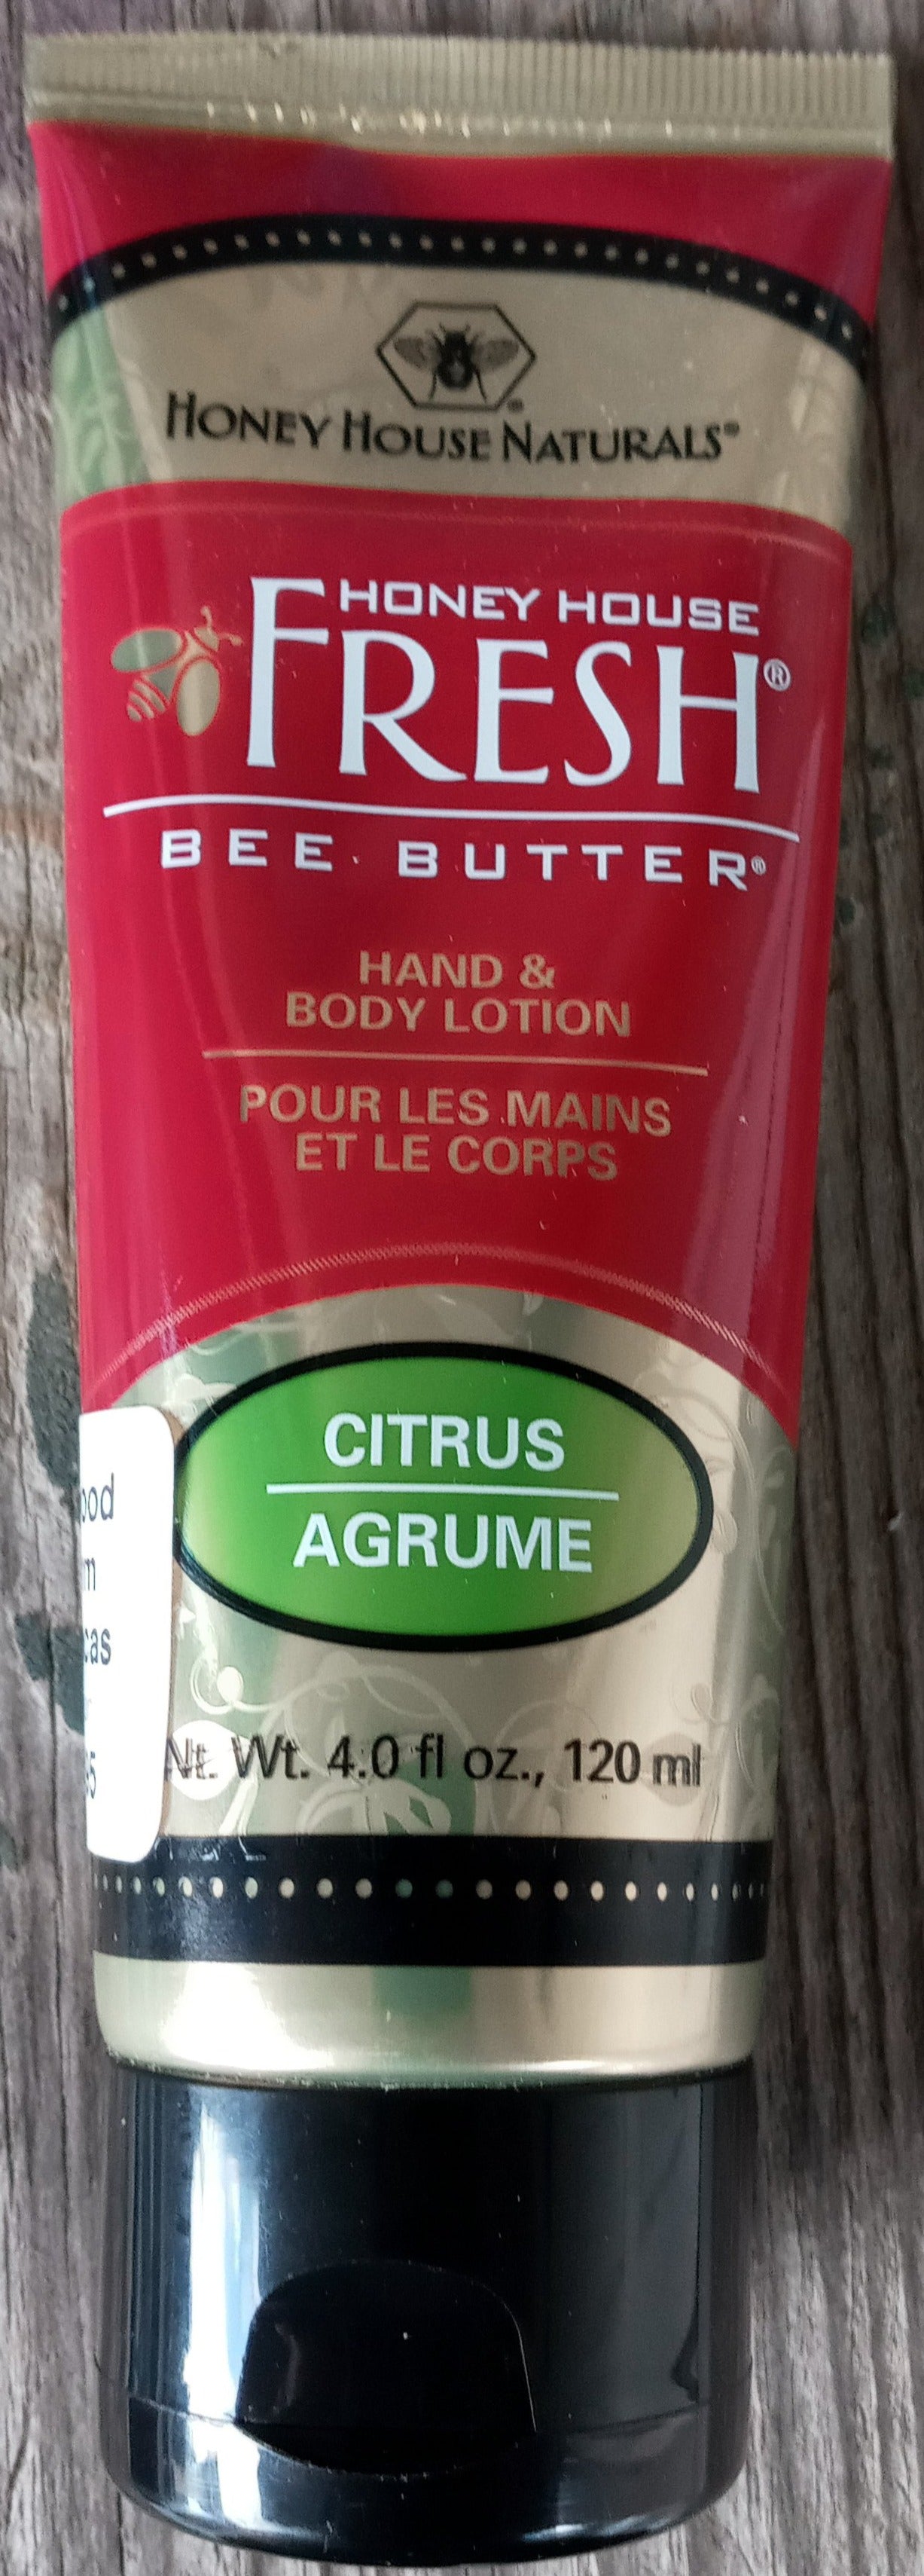 HONEY HOUSE NATURALS®
HONEY HOUSE
FRESH®
BEE BUTTER®
HAND &
BODY LOTION
POUR LES MAINS
ET LE CORPS
CITRUS
AGRUME
Nt. Wt. 4.0 fl oz., 120 ml